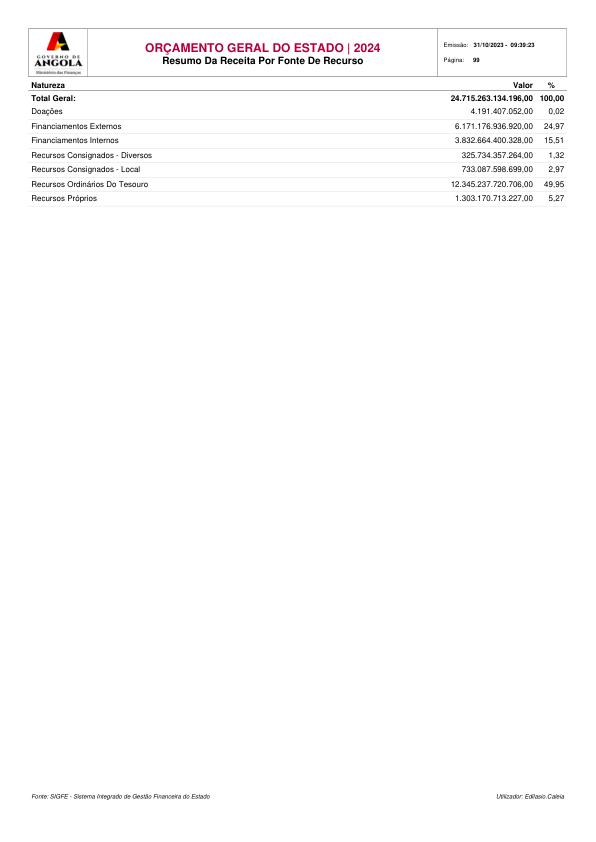 GOVERNO DE
ANGOLA
Ministério das Finanças
ORÇAMENTO GERAL DO ESTADO | 2024
Resumo Da Receita Por Fonte De Recurso
Emissão: 31/10/2023 - 09:39:23
Página: 99
Natureza Valor %
Total Geral: 24.715.263.134.196,00 100,00
Doações 4.191.407.052,00 0,02
Financiamentos Externos 6.171.176.936.920,00 24,97
Financiamentos Internos 3.832.664.400.328,00 15,51
Recursos Consignados - Diversos 325.734.357.264,00 1,32
Recursos Consignados - Local 733.087.598.699,00 2,97
Recursos Ordinários Do Tesouro 12.345.237.720.706,00 49,95
Recursos Próprios 1.303.170.713.227,00 5,27
Fonte: SIGFE - Sistema Integrado de Gestão Financeira do Estado Utilizador: Edilasio.Caleia